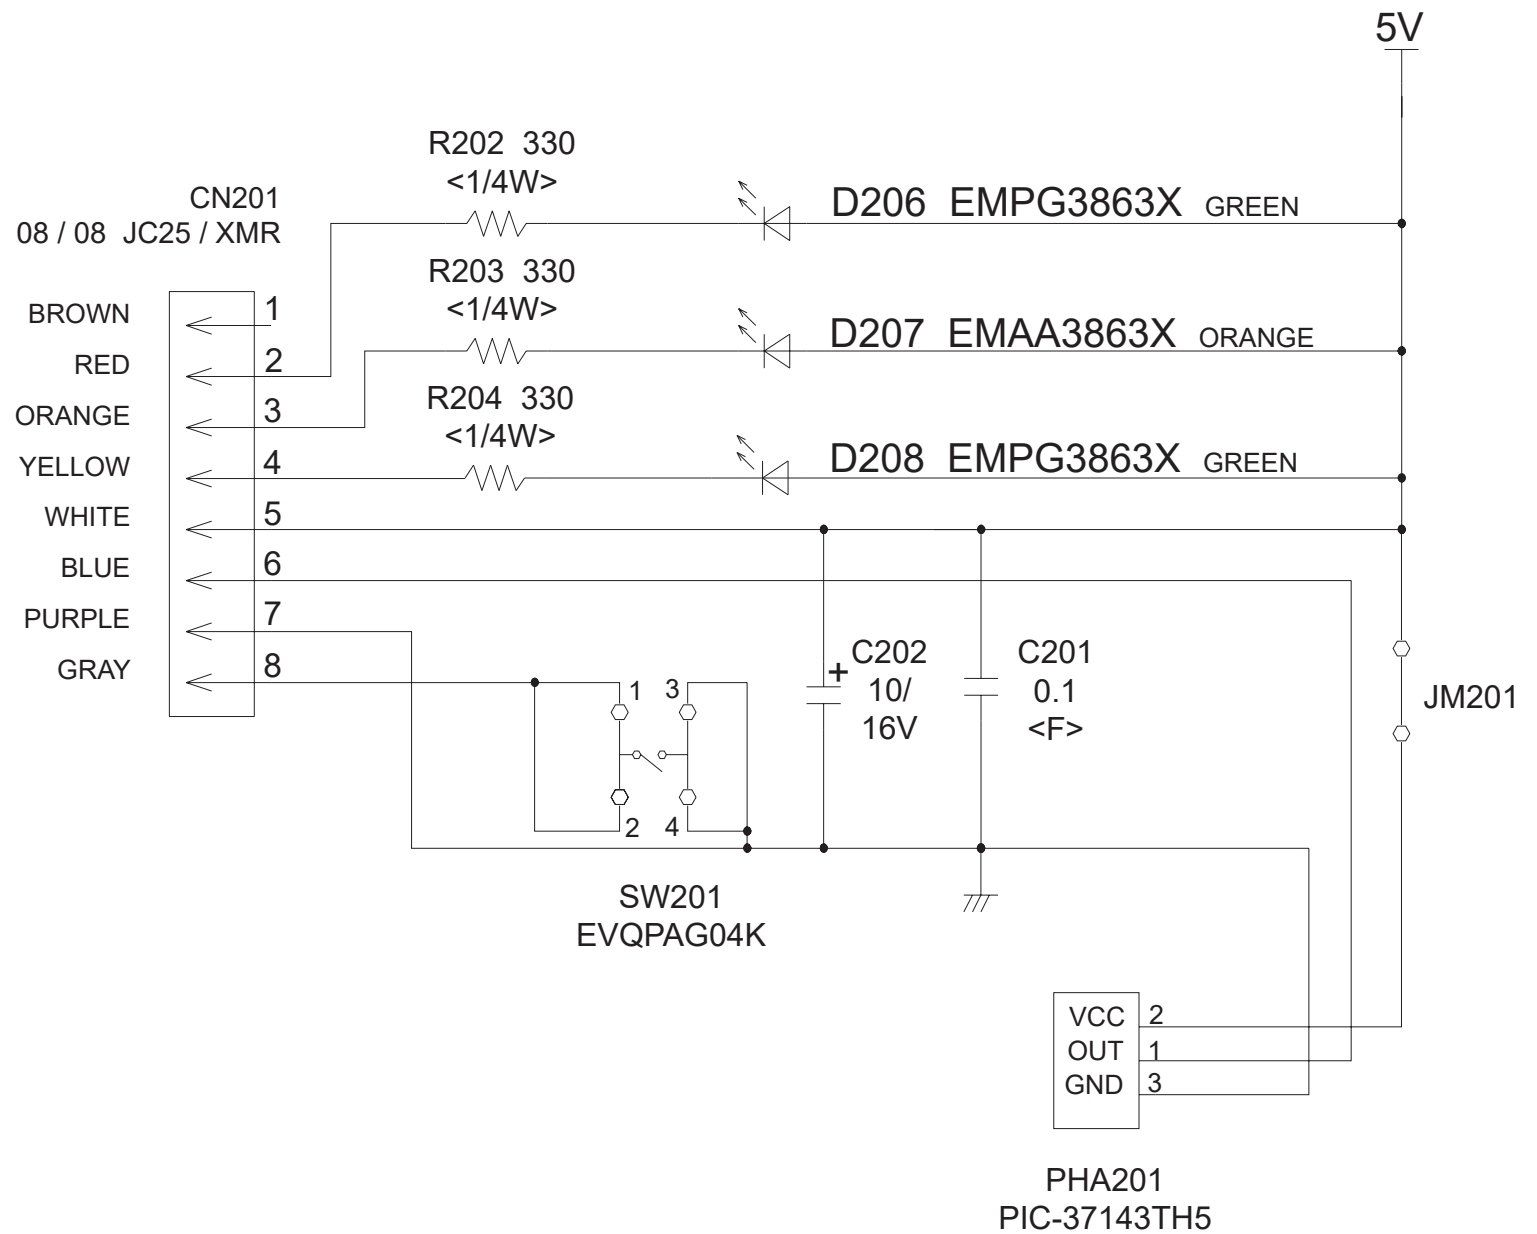 5V
R202 330
<1/4W>
CN201
08 / 08 JC25 / XMR
D206 EMPG3863X GREEN
R203 330
<1/4W>
D207 EMAA3863X ORANGE
R204 330
<1/4W>
D208 EMPG3863X GREEN
BROWN 1
RED 2
ORANGE 3
YELLOW 4
WHITE 5
BLUE 6
PURPLE 7
GRAY 8
1 3
2 4
SW201
EVQPAG04K
+
C202
10/
16V
C201
0.1
<F>
JM201
VCC 2
OUT 1
GND 3
PHA201
PIC-37143TH5